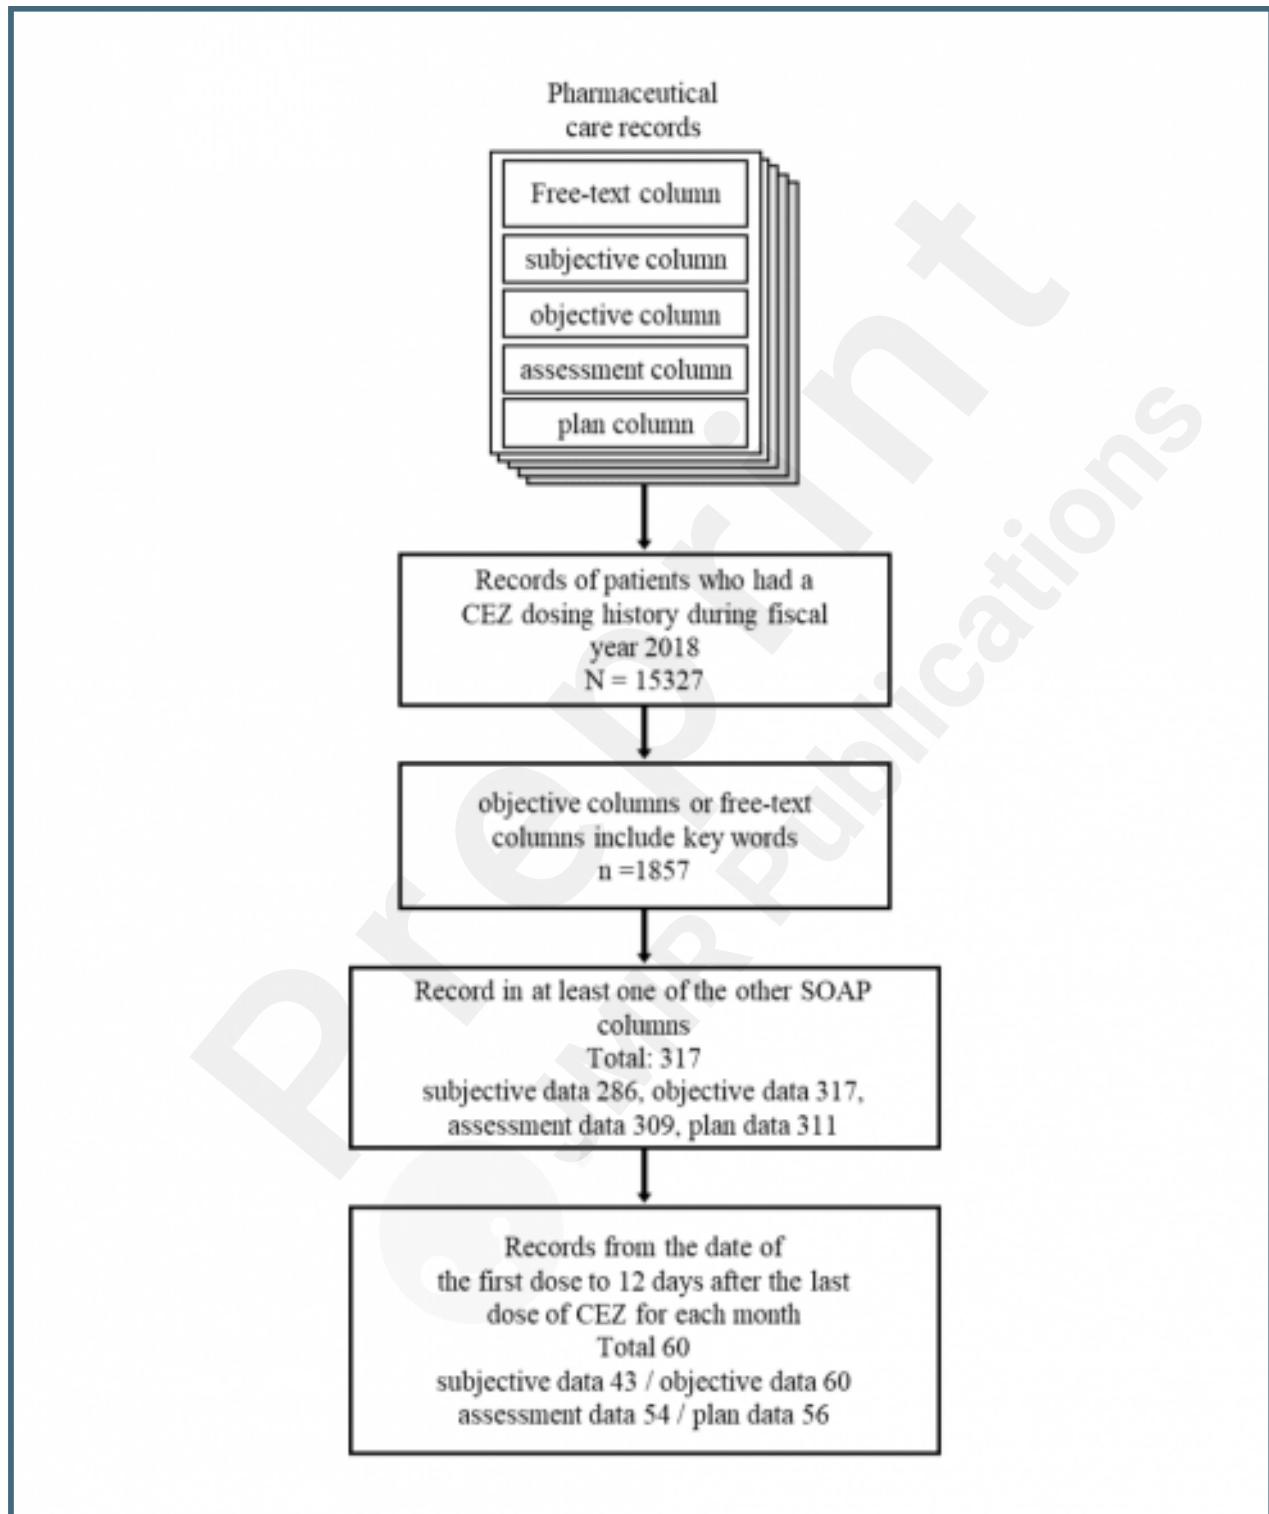 Pharmaceutical
care records
Free-text column
subjective column
objective column
assessment column
plan column
Records of patients who had a
CEZ dosing history during fiscal
year 2018
N = 15327
objective columns or free-text
columns include key words
n =1857
Record in at least one of the other SOAP
columns
Total: 317
subjective data 286, objective data 317,
assessment data 309, plan data 311
Records from the date of
the first dose to 12 days after the last
dose of CEZ for each month
Total 60
subjective data 43 / objective data 60
assessment data 54 / plan data 56
Preprint
JMIR Publications